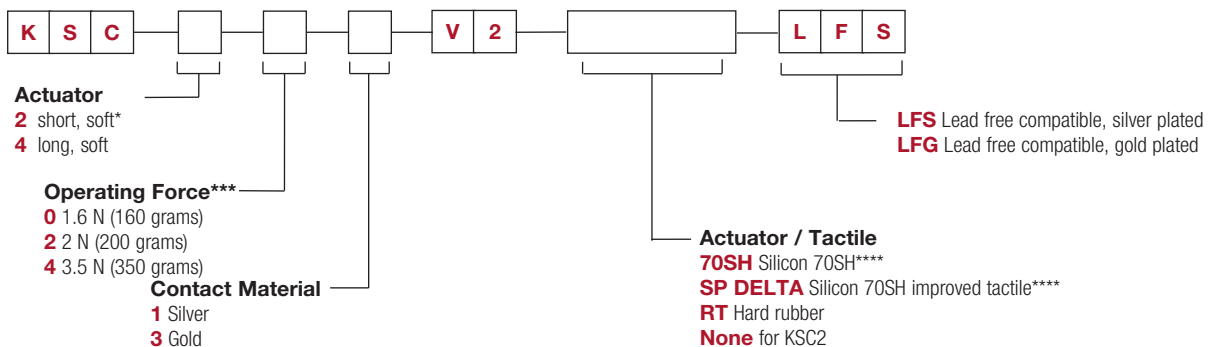 K S C V 2 L F S
Actuator
2 short, soft*
4 long, soft
LFS Lead free compatible, silver plated
LFG Lead free compatible, gold plated
Operating Force***
0 1.6 N (160 grams)
2 2 N (200 grams)
4 3.5 N (350 grams)
Contact Material
1 Silver
3 Gold
Actuator / Tactile
70SH Silicon 70SH****
SP DELTA Silicon 70SH improved tactile****
RT Hard rubber
None for KSC2